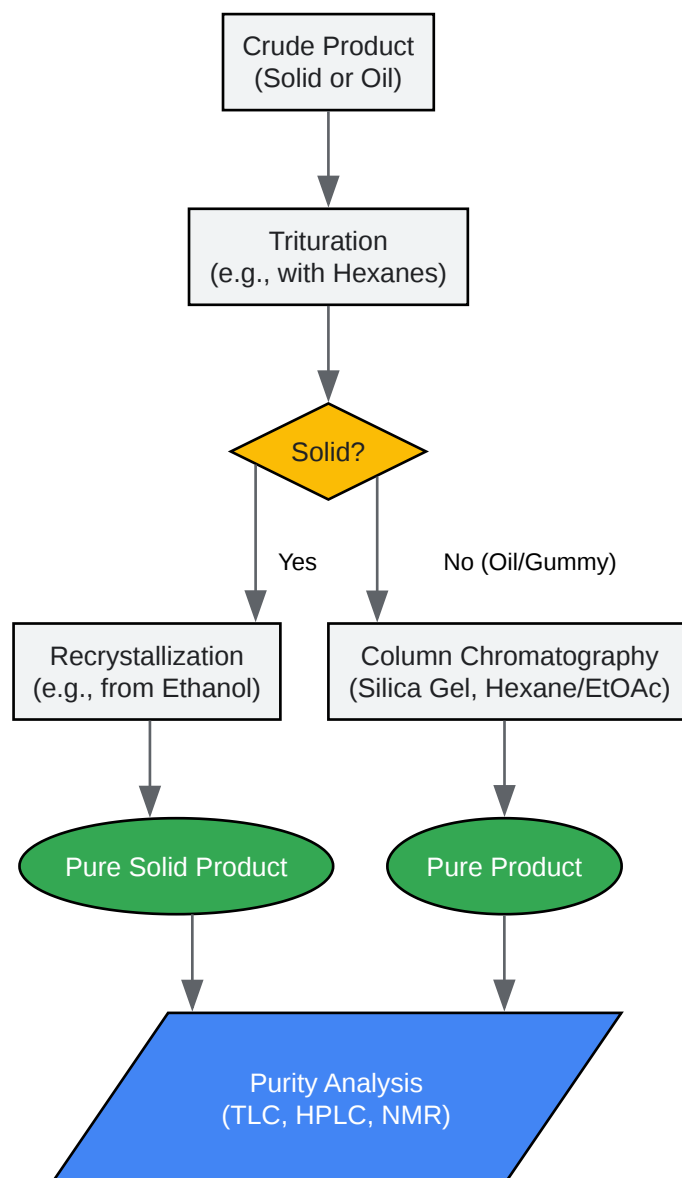 Crude Product
(Solid or Oil)
Trituration
(e.g., with Hexanes)
Solid?
Yes
No (Oil/Gummy)
Recrystallization
(e.g., from Ethanol)
Column Chromatography
(Silica Gel, Hexane/EtOAc)
Pure Solid Product
Pure Product
Purity Analysis
(TLC, HPLC, NMR)